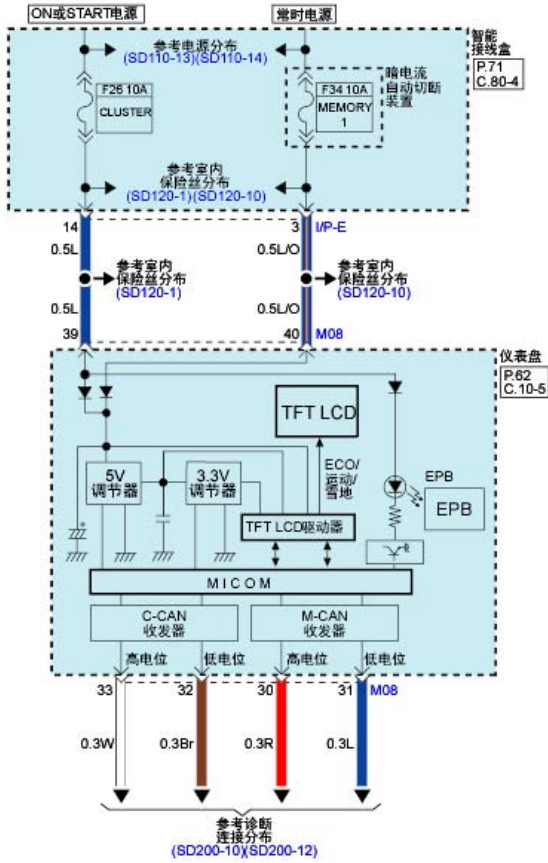 ON或START电源
常时电源
智能
接线盒
P.71
C.80-4
参考电源分布
(SD110-13)(SD110-14)
暗电流
自动切断
装置
F26 10A
CLUSTER
F34 10A
MEMORY
1
参考室内
保险丝分布
(SD120-1)(SD120-10)
14
3
I/P-E
0.5L
0.5L/O
参考室内
保险丝分布
(SD120-1)
参考室内
保险丝分布
(SD120-10)
0.5L
0.5L/O
39
40
M08
仪表盘
P.62
C.10-5
TFT LCD
ECO/
运动/
雪地
5V
调节器
3.3V
调节器
EPB
EPB
TFT LCD驱动器
MICOM
C-CAN
收发器
M-CAN
收发器
高电位
低电位
高电位
低电位
33
32
30
31
M08
0.3W
0.3Br
0.3R
0.3L
参考诊断
连接分布
(SD200-10)(SD200-12)